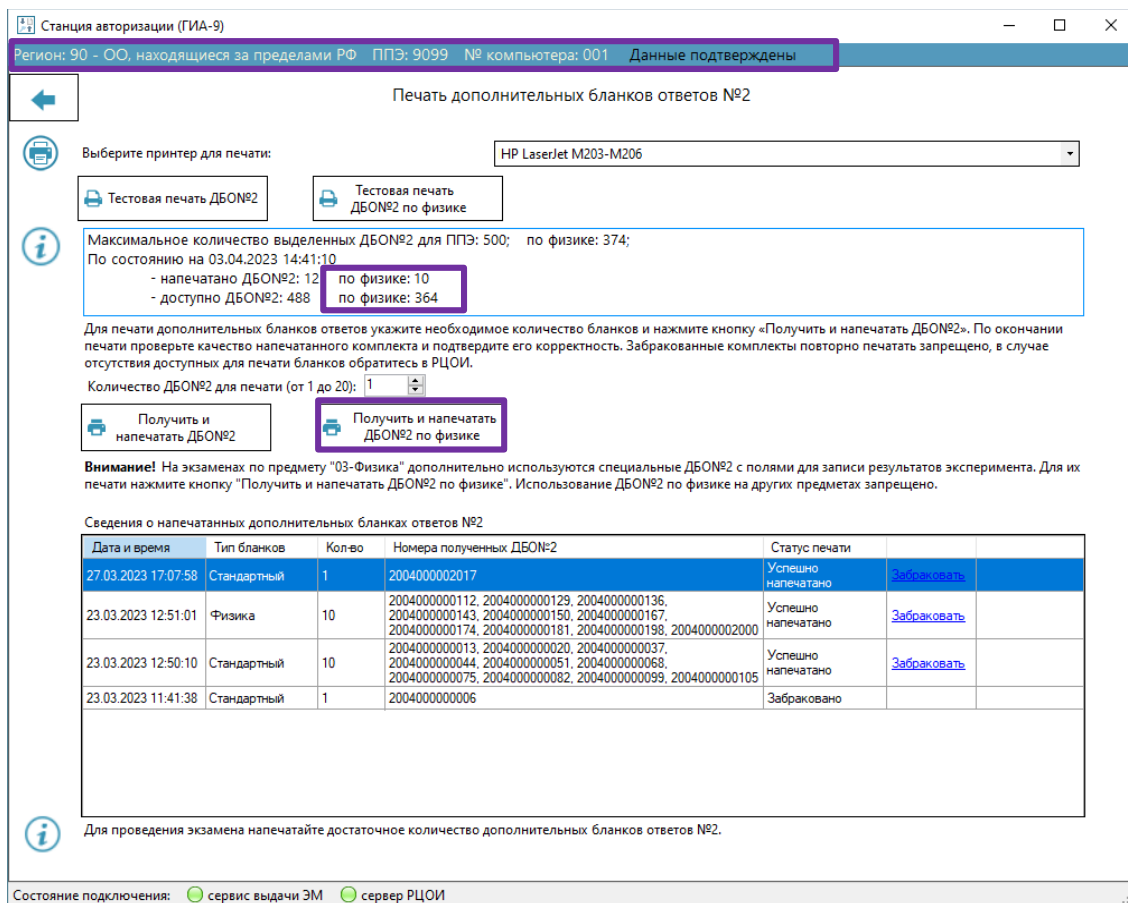 Станция авторизации (ГИА-9)
Регион: 90 - ОО, находящиеся за пределами РФ ППЭ: 9099 № компьютера: 001 Данные подтверждены
Печать дополнительных бланков ответов №2
Выберите принтер для печати: HP LaserJet M203-M206
Тестовая печать ДБО№2
Тестовая печать
ДБО№2 по физике
Максимальное количество выделенных ДБО№2 для ППЭ: 500; по физике: 374;
По состоянию на 03.04.2023 14:41:10
- напечатано ДБО№2: 12 по физике: 10
- доступно ДБО№2: 488 по физике: 364
Для печати дополнительных бланков ответов укажите необходимое количество бланков и нажмите кнопку «Получить и напечатать ДБО№2». По окончании
печати проверьте качество напечатанного комплекта и подтвердите его корректность. Забракованные комплекты повторно печатать запрещено, в случае
отсутствия доступных для печати бланков обратитесь в РЦОИ.
Количество ДБО№2 для печати (от 1 до 20): 1
Получить и
напечатать ДБО№2
Получить и напечатать
ДБО№2 по физике
Внимание! На экзаменах по предмету "03-Физика" дополнительно используются специальные ДБО№2 с полями для записи результатов эксперимента. Для их
печати нажмите кнопку "Получить и напечатать ДБО№2 по физике". Использование ДБО№2 по физике на других предметах запрещено.
Сведения о напечатанных дополнительных бланках ответов №2
Дата и время Тип бланков Кол-во Номера полученных ДБО№2 Статус печати
27.03.2023 17:07:58 Стандартный 1 2004000002017 Успешно
напечатано Забраковать
23.03.2023 12:51:01 Физика 10 2004000000112, 2004000000129, 2004000000136,
2004000000143, 2004000000150, 2004000000167,
2004000000174, 2004000000181, 2004000000198, 2004000002000 Успешно
напечатано Забраковать
23.03.2023 12:50:10 Стандартный 10 2004000000013, 2004000000020, 2004000000037,
2004000000044, 2004000000051, 2004000000068,
2004000000075, 2004000000082, 2004000000099, 2004000000105 Успешно
напечатано Забраковать
23.03.2023 11:41:38 Стандартный 1 2004000000006 Забраковано
Для проведения экзамена напечатайте достаточное количество дополнительных бланков ответов №2.
Состояние подключения: сервис выдачи ЭМ сервер РЦОИ